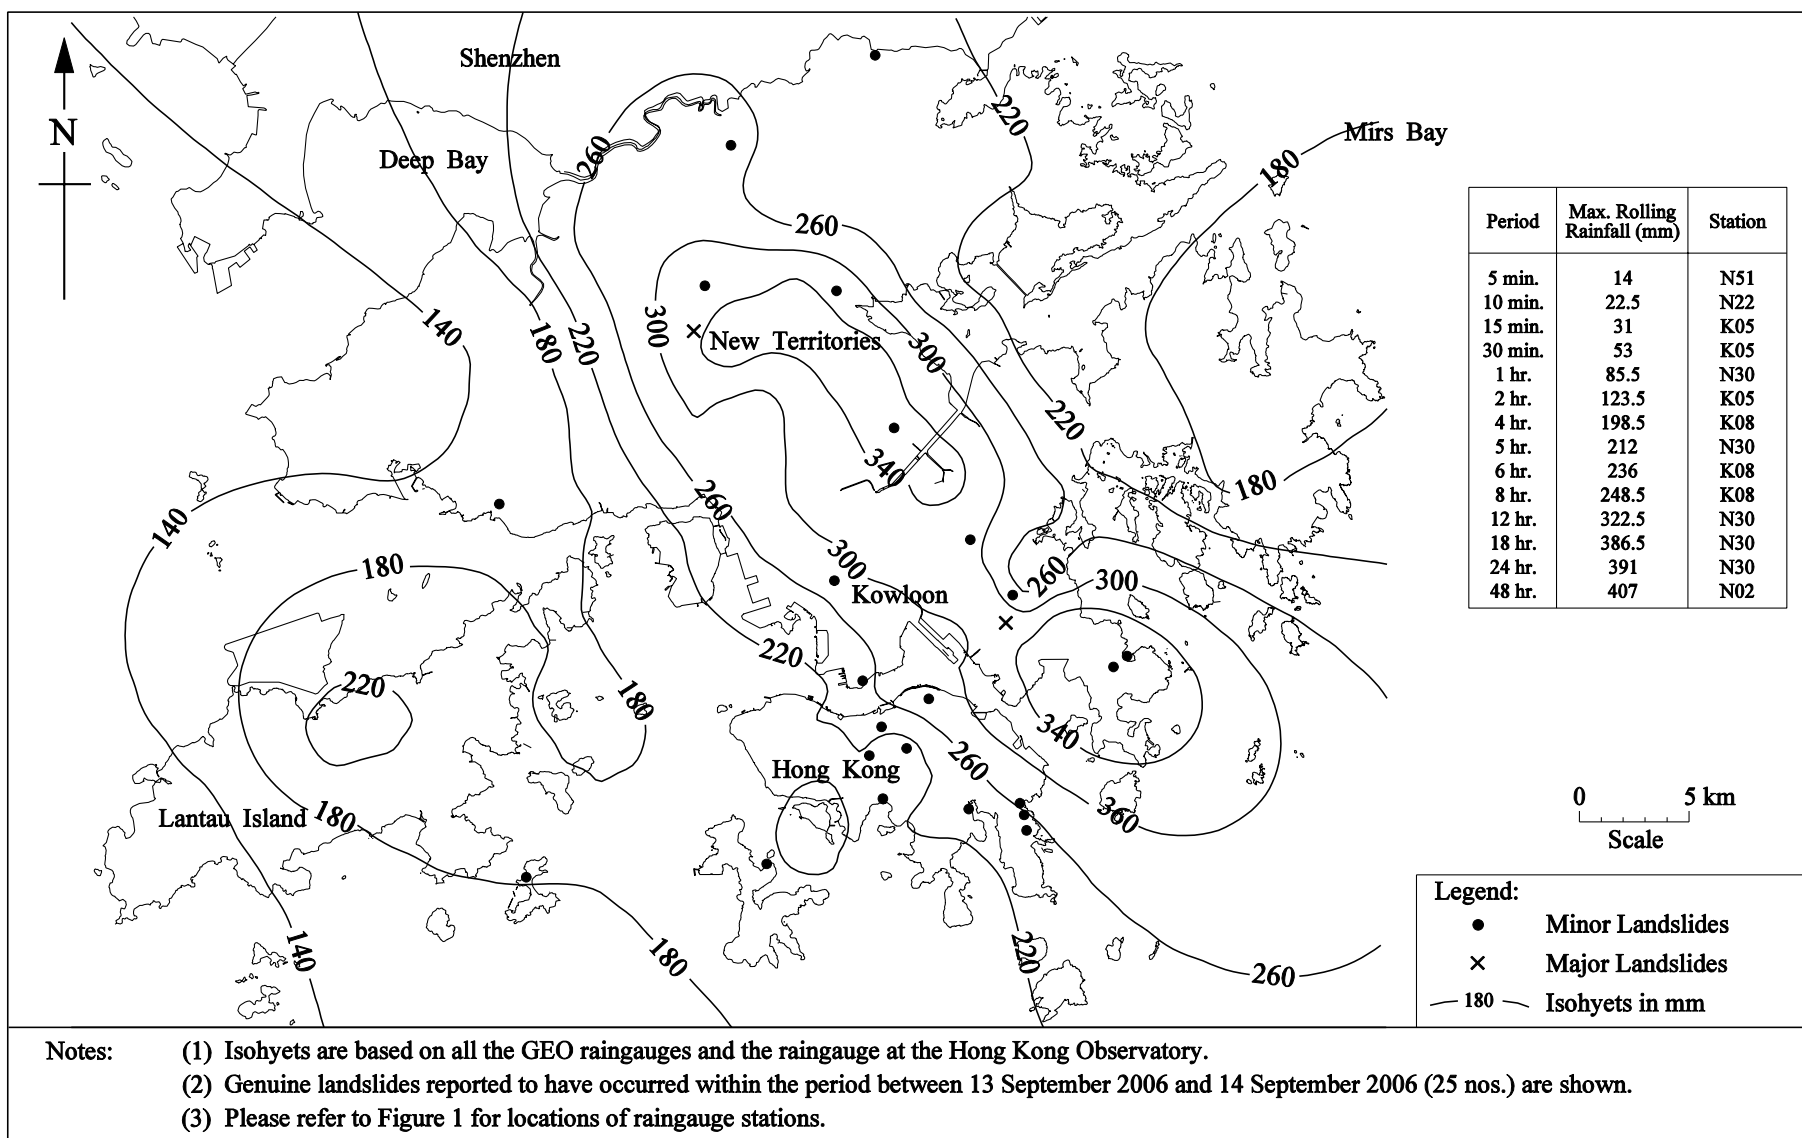 Shenzhen
N
Deep Bay
Mirs Bay
220
180
260
260
140
180
220
300
New Territories
300
220
340
180
260
140
300
Kowloon
260
300
180
220
220
180
340
260
Hong Kong
360
Lantau Island
180
140
180
220
260
Period Max. Rolling Rainfall (mm) Station
5 min. 14 N51
10 min. 22.5 N22
15 min. 31 K05
30 min. 53 K05
1 hr. 85.5 N30
2 hr. 123.5 K05
4 hr. 198.5 K08
5 hr. 212 N30
6 hr. 236 K08
8 hr. 248.5 K08
12 hr. 322.5 N30
18 hr. 386.5 N30
24 hr. 391 N30
48 hr. 407 N02
0 5 km
Scale
Legend:
Minor Landslides
Major Landslides
180 Isohyets in mm
Notes: (1) Isohyets are based on all the GEO raingauges and the raingauge at the Hong Kong Observatory.
(2) Genuine landslides reported to have occurred within the period between 13 September 2006 and 14 September 2006 (25 nos.) are shown.
(3) Please refer to Figure 1 for locations of raingauge stations.